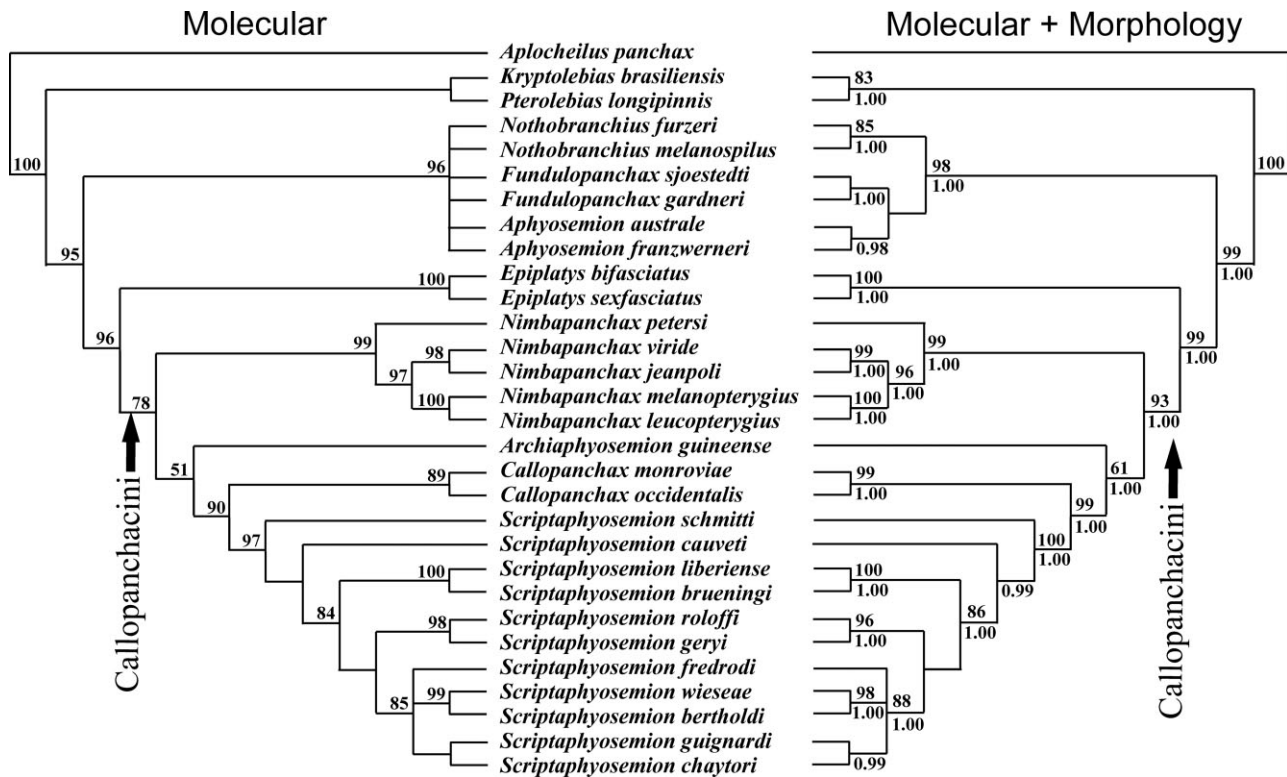 Molecular
Molecular + Morphology
Aplocheilus panchax
Kryptolebias brasiliensis
Pterolebias longipinnis
Nothobranchius furzeri
Nothobranchius melanospilus
Fundulopanchax sjoestedti
Fundulopanchax gardneri
Aphyosemion australe
Aphyosemion franzwerneri
Epiplatys bifasciatus
Epiplatys sexfasciatus
Nimbapanchax petersi
Nimbapanchax viride
Nimbapanchax jeanpoli
Nimbapanchax melanopterygius
Nimbapanchax leucopterygius
Archiaphyosemion guineense
Callopanchax monroviae
Callopanchax occidentalis
Scriptaphyosemion schmitti
Scriptaphyosemion cauveti
Scriptaphyosemion liberiense
Scriptaphyosemion brueningi
Scriptaphyosemion roloffi
Scriptaphyosemion geryi
Scriptaphyosemion fredrodi
Scriptaphyosemion wieseae
Scriptaphyosemion bertholdi
Scriptaphyosemion guignardi
Scriptaphyosemion chaytori
100
96
95
100
96
99
98
97
100
78
51
89
90
97
100
84
98
99
85
Callopanchacini
83
1.00
85
1.00
98
1.00
100
1.00
0.98
99
1.00
100
1.00
99
1.00
99
1.00
99
1.00
96
1.00
100
1.00
93
1.00
61
1.00
99
1.00
99
1.00
100
1.00
0.99
100
1.00
86
1.00
96
1.00
98
1.00
88
1.00
0.99
Callopanchacini